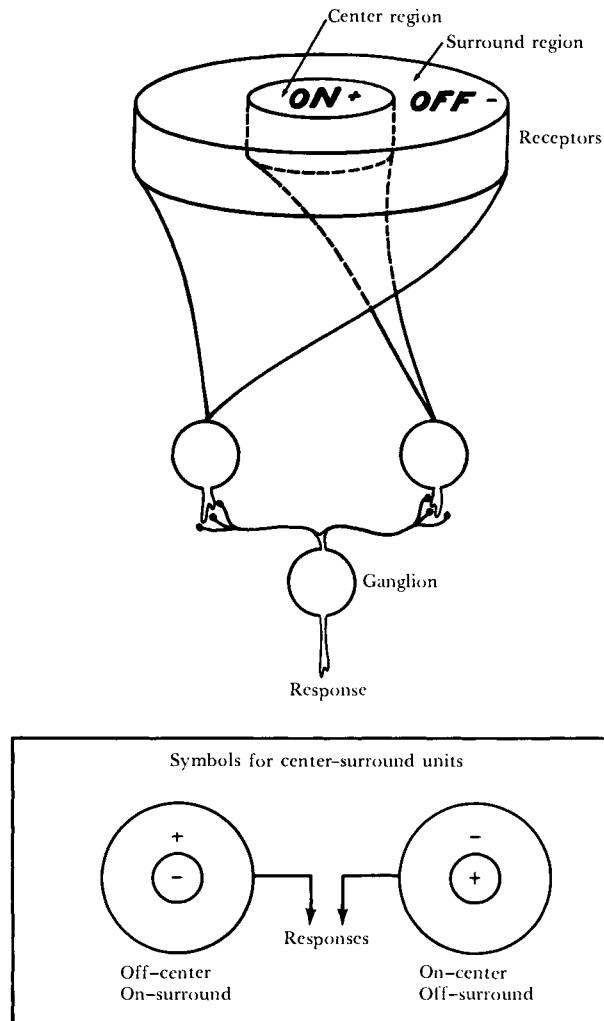 Center region
Surround region
ON +
OFF -
Receptors
Ganglion
Response
Symbols for center-surround units
+
-
-
+
Responses
Off-center
On-surround
On-center
Off-surround